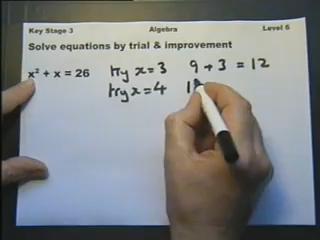 Key Stage 3 Algebra Level 6
Solve equations by trial & improvement
x² + x = 26 try x = 3 9 + 3 = 12
try x = 4 1